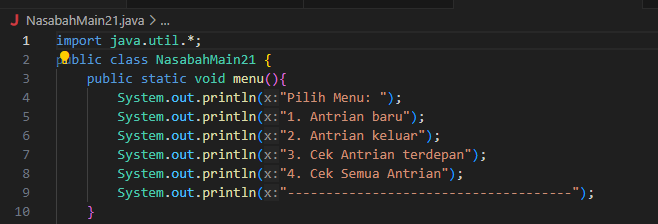 J NasabahMain21.java > ...
1 import java.util.*;
2 public class NasabahMain21 {
3 public static void menu(){
4 System.out.println(x:"Pilih Menu: ");
5 System.out.println(x:"1. Antrian baru");
6 System.out.println(x:"2. Antrian keluar");
7 System.out.println(x:"3. Cek Antrian terdepan");
8 System.out.println(x:"4. Cek Semua Antrian");
9 System.out.println(x:"-------------------------------------");
10 }